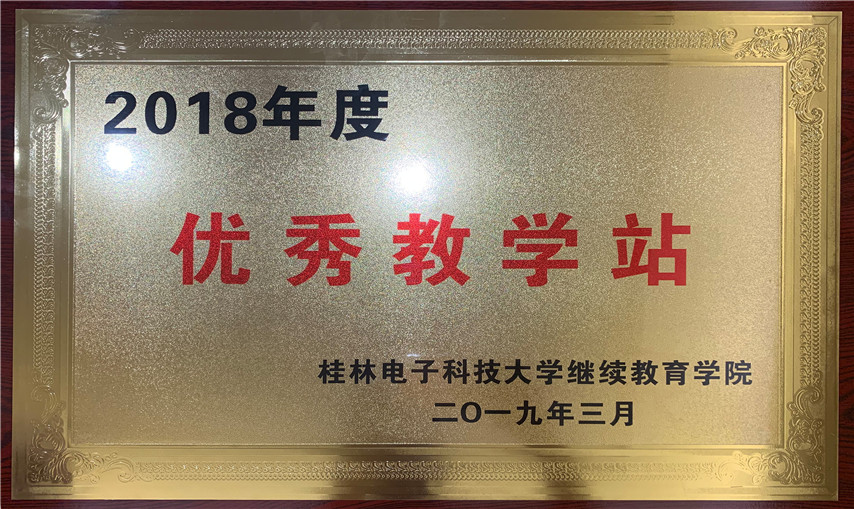 2018年度
优秀教学站
桂林电子科技大学继续教育学院
二〇一九年三月